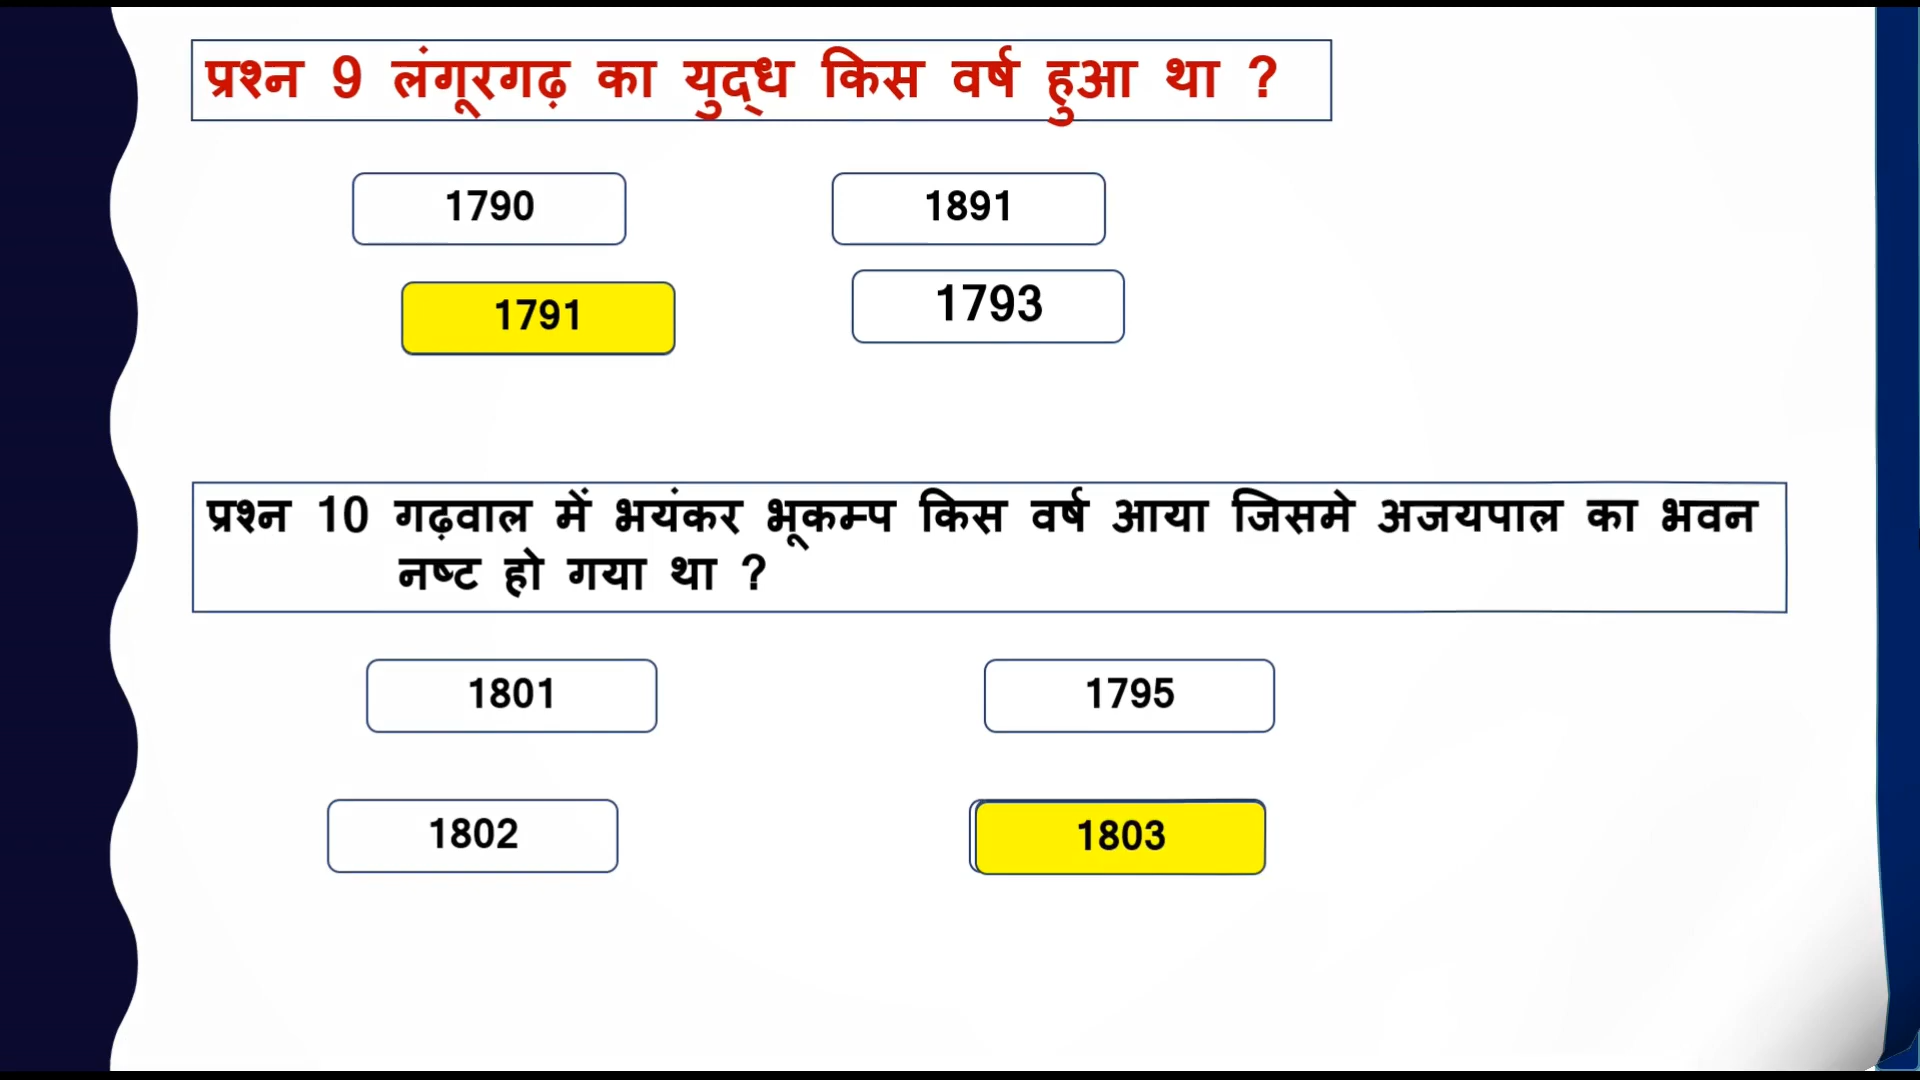 प्रश्न 9 लंगूरगढ़ का युद्ध किस वर्ष हुआ था ?
1790
1891
1791
1793
प्रश्न 10 गढ़वाल में भयंकर भूकम्प किस वर्ष आया जिसमे अजयपाल का भवन
नष्ट हो गया था ?
1801
1795
1802
1803